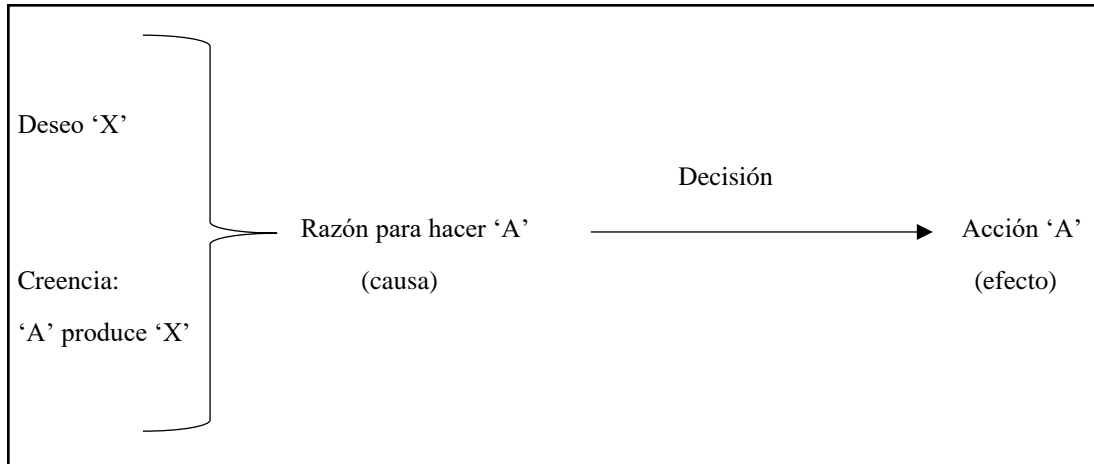 Deseo ‘X’
Decisión
Razón para hacer ‘A’
Acción ‘A’
Creencia:
(causa)
(efecto)
‘A’ produce ‘X’